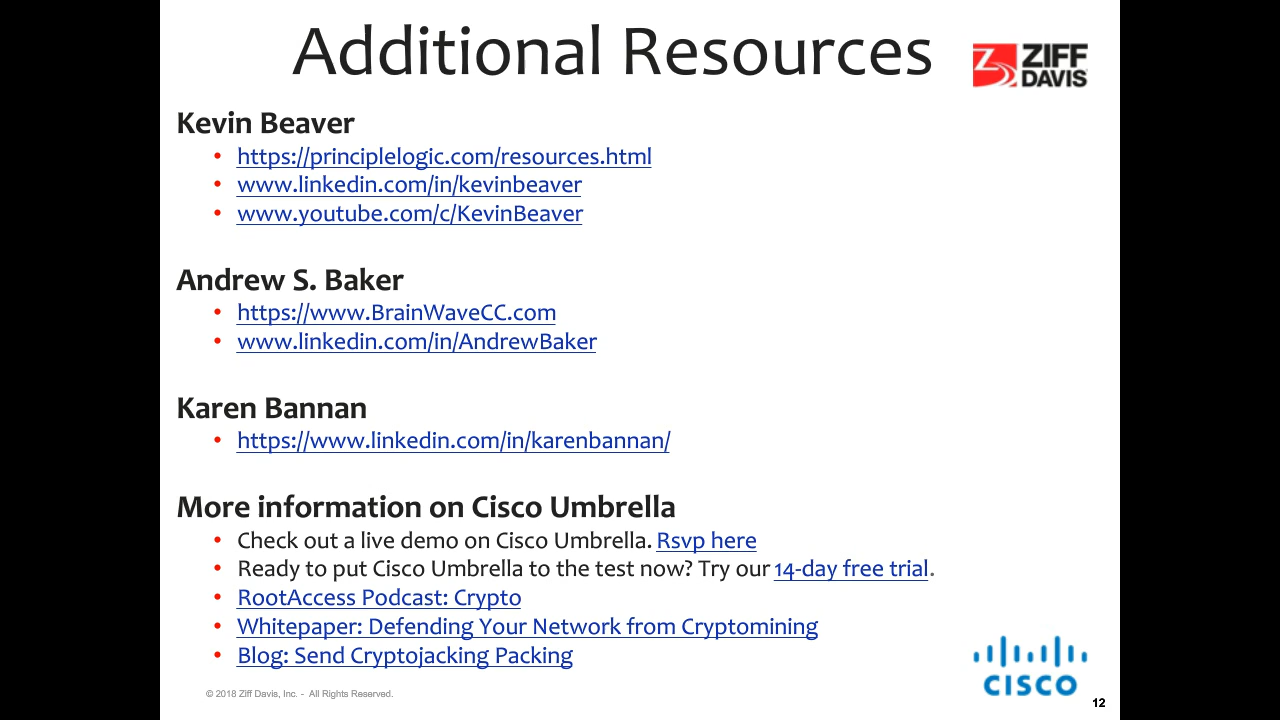 Additional Resources
ZIFF
DAVIS
Kevin Beaver
• https://principlelogic.com/resources.html
• www.linkedin.com/in/kevinbeaver
• www.youtube.com/c/KevinBeaver
Andrew S. Baker
• https://www.BrainWaveCC.com
• www.linkedin.com/in/AndrewBaker
Karen Bannan
• https://www.linkedin.com/in/karenbannan/
More information on Cisco Umbrella
• Check out a live demo on Cisco Umbrella. Rsvp here
• Ready to put Cisco Umbrella to the test now? Try our 14-day free trial.
• RootAccess Podcast: Crypto
• Whitepaper: Defending Your Network from Cryptomining
• Blog: Send Cryptojacking Packing
© 2018 Ziff Davis, Inc. - All Rights Reserved.
CISCO
12